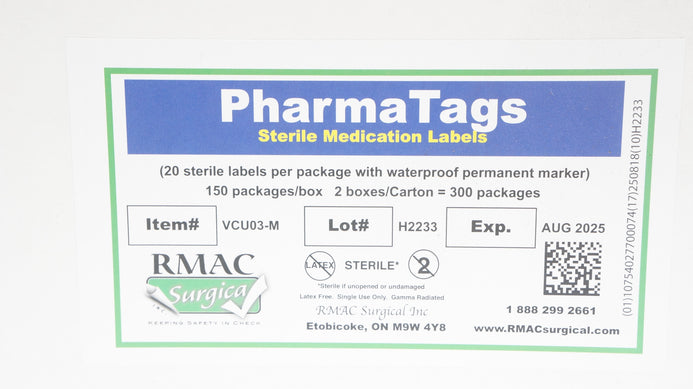 PharmaTags
Sterile Medication Labels
(20 sterile labels per package with waterproof permanent marker)
150 packages/box 2 boxes/Carton = 300 packages
Item# VCU03-M Lot# H2233 Exp. AUG 2025
RMAC
Surgical
KEEPING SAFETY IN CHECK
LATEX STERILE* 2
*Sterile if unopened or undamaged
Latex Free. Single Use Only. Gamma Radiated
RMAC Surgical Inc
Etobicoke, ON M9W 4Y8
1 888 299 2661
www.RMACsurgical.com
(01)10754027700074(17)250818(10)H2233